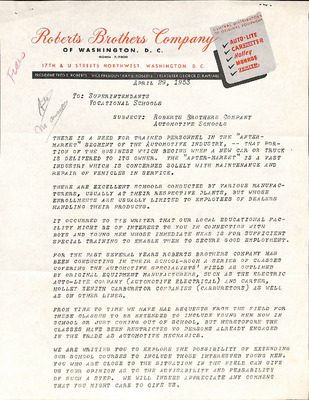 Roberts Brothers Company
OF WASHINGTON, D. C.
17TH & U STREETS NORTHWEST, WASHINGTON, D. C.
AUTO-LITE
CARTER
Holley
MONROE
ZENITH
April 29, 1953
To: Superintendants
Vocational Schools
Subject: Roberts Brothers Company
Automotive Schools
There is a need for trained personnel in the "After-
Market" segment of the Automotive Industry, -- that por-
tion of the business which begins when a new car or truck
is delivered to its owner. The "After-Market" is a fast
industry which is concerned solely with maintenance and
repair of vehicles in service.
There are excellent schools conducted by various manufac-
turers, usually at their respective plants, but whose
enrollments are usually limited to employees of dealers
handling their products.
It occurred to the writer that our local educational fac-
ility might be of interest to you in connection with
boys and young men whose immediate need is for sufficient
special training to enable them to secure good employment.
For the past several years Roberts Brothers Company has
been conducting in their school-room a series of classes
covering the automotive specialists' field as outlined
by original equipment manufacturers, such as the Electric
Auto-Lite Company (Automotive Electrical) and Carter,
Holley Zenith Carburetor Companies (Carburetors) as well
as on other lines.
From time to time we have had requests from the field for
these classes to be extended to include young men now in
school or just coming out of school, but heretofore the
classes have been restricted to persons already engaged
in the trade as automotive mechanics.
We are writing you to explore the possibility of extending
our school courses to include those interested young men.
You who are close to the situation in the field can give
us your opinion as to the advisability and feasability
of such a step. We will indeed appreciate any comment
that you might care to give us.